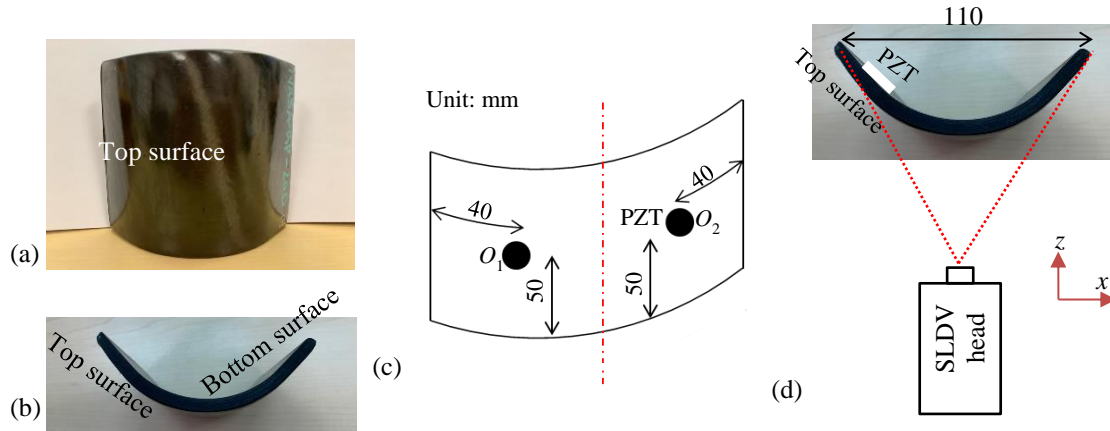 Top surface
(a)
Top surface
Bottom surface
(b)
Unit: mm
40
O1
50
PZT
O2
40
50
(c)
110
PZT
Top surface
SLDV
head
z
x
(d)